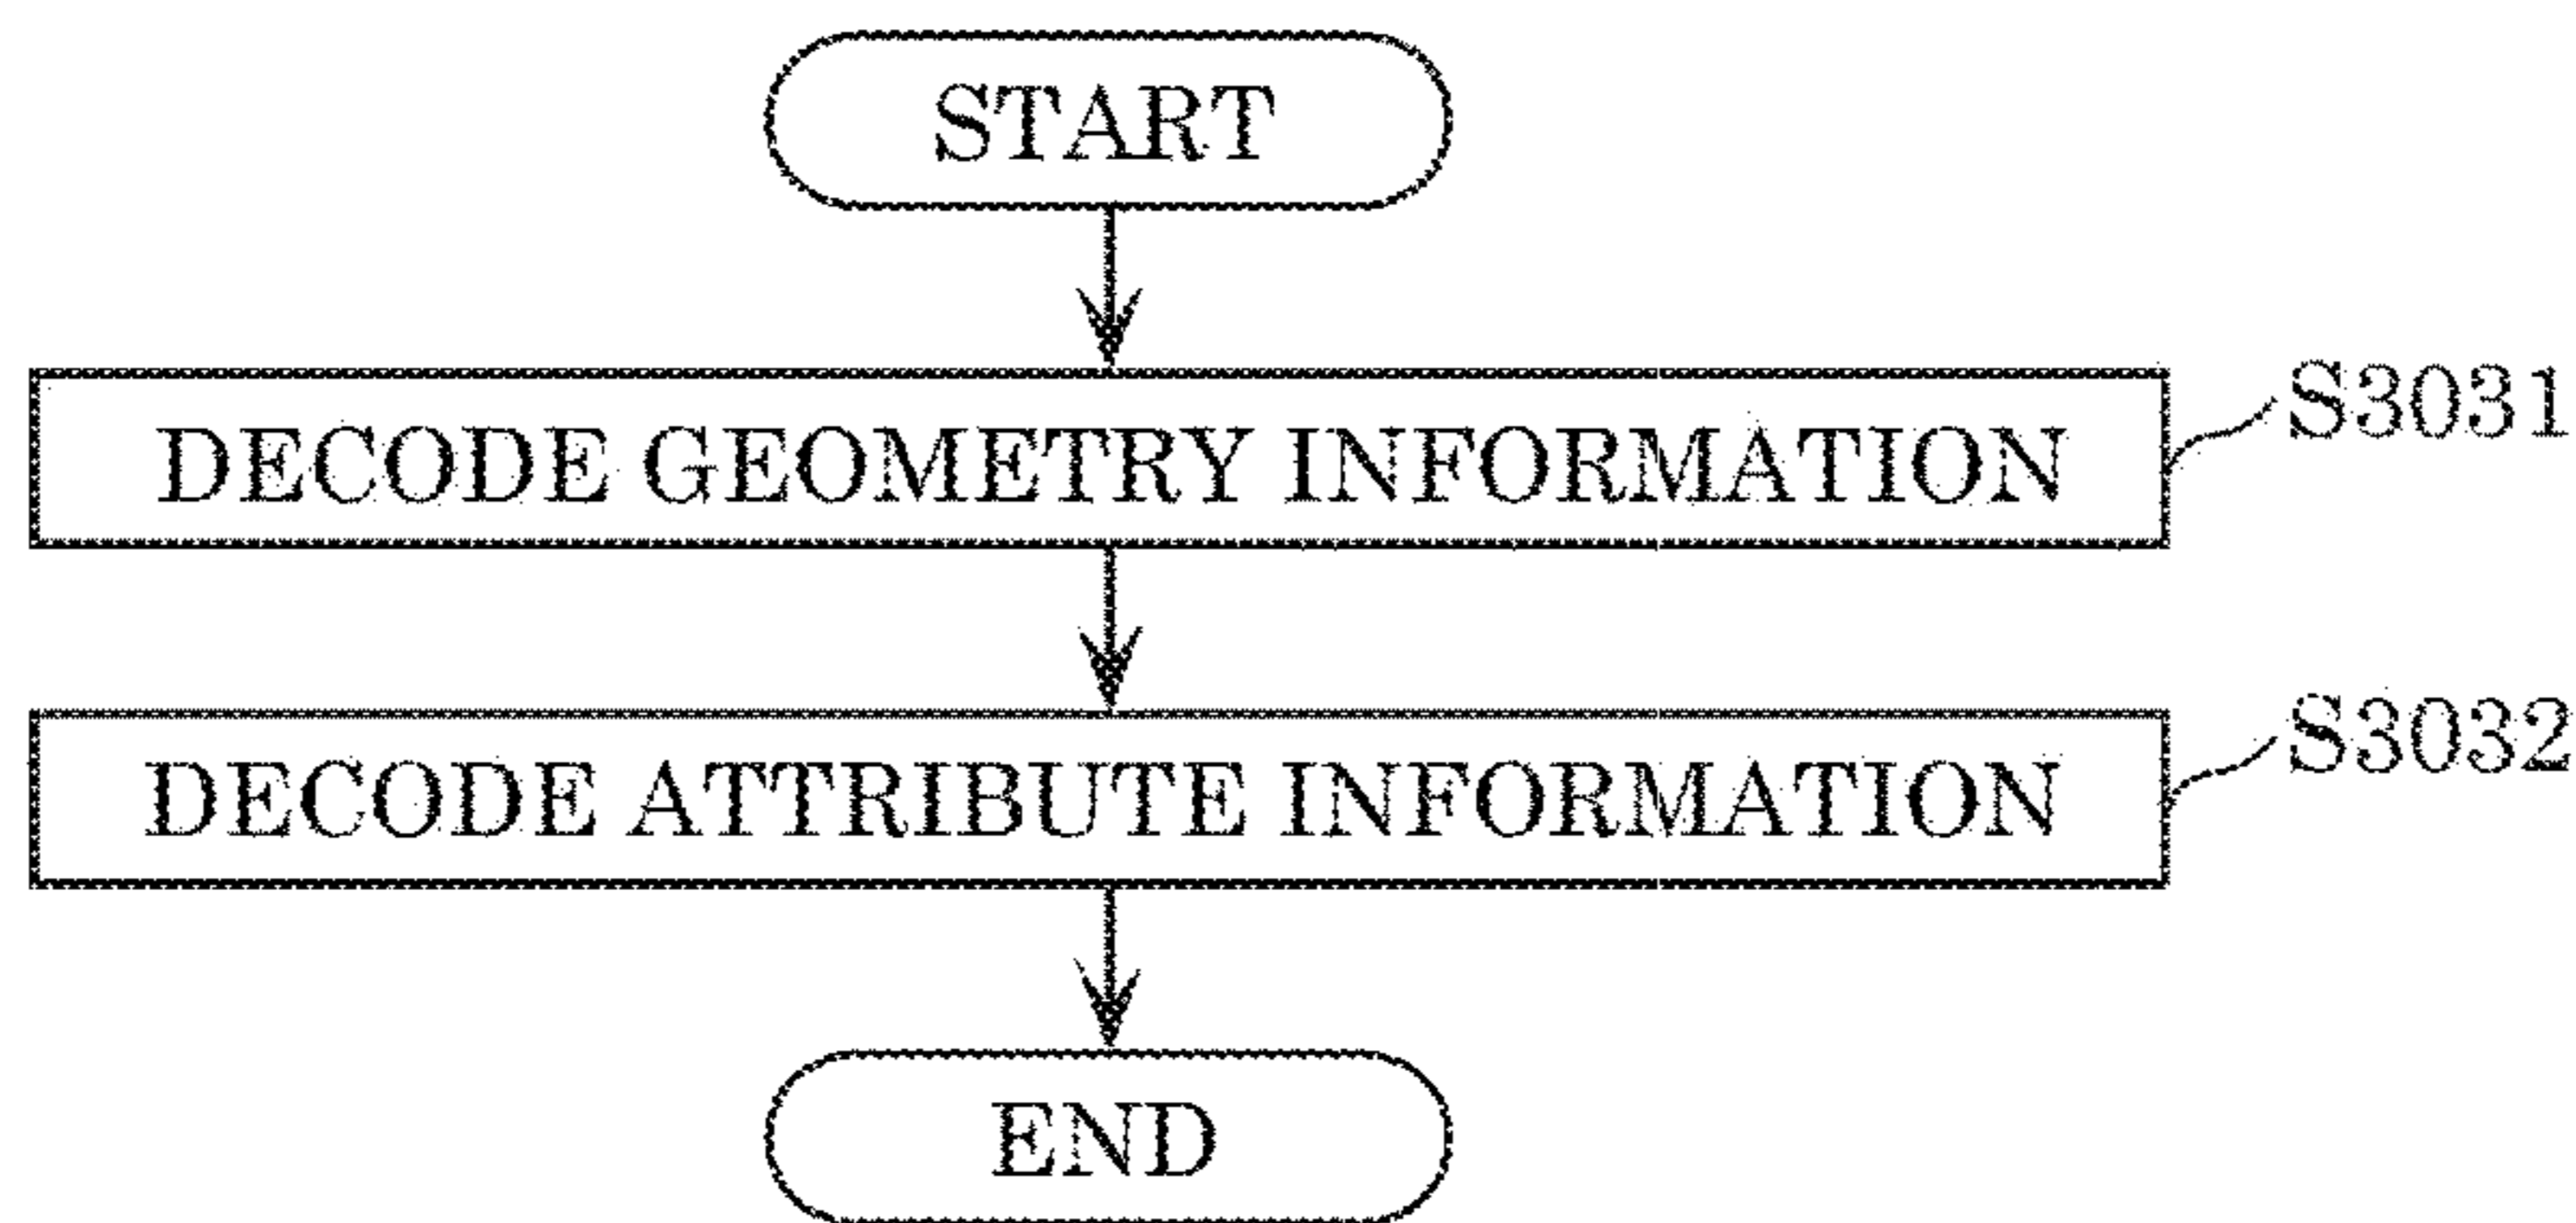 START
DECODE GEOMETRY INFORMATION
S3031
DECODE ATTRIBUTE INFORMATION
S3032
END